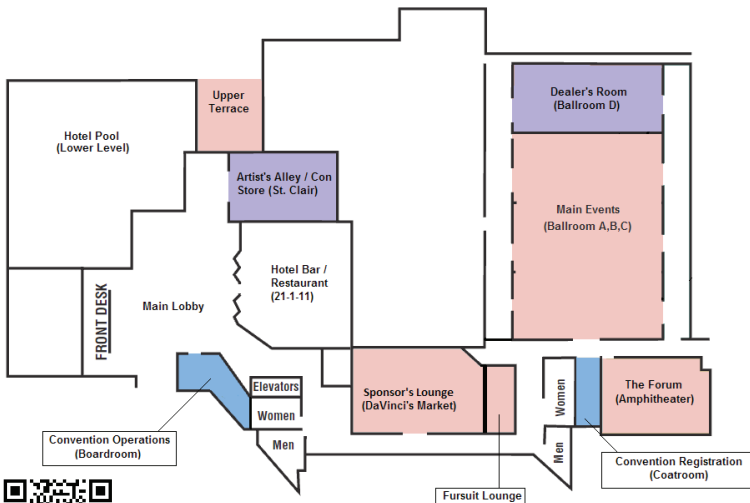 Upper
Terrace
Dealer's Room
(Ballroom D)
Hotel Pool
(Lower Level)
Artist's Alley / Con
Store (St. Clair)
Main Events
(Ballroom A,B,C)
Hotel Bar /
Restaurant
(21-1-11)
Main Lobby
FRONT DESK
Elevators
Women
Men
Sponsor's Lounge
(DaVinci's Market)
Women
Men
The Forum
(Amphitheater)
Convention Operations
(Boardroom)
Convention Registration
(Coatroom)
Fursuit Lounge